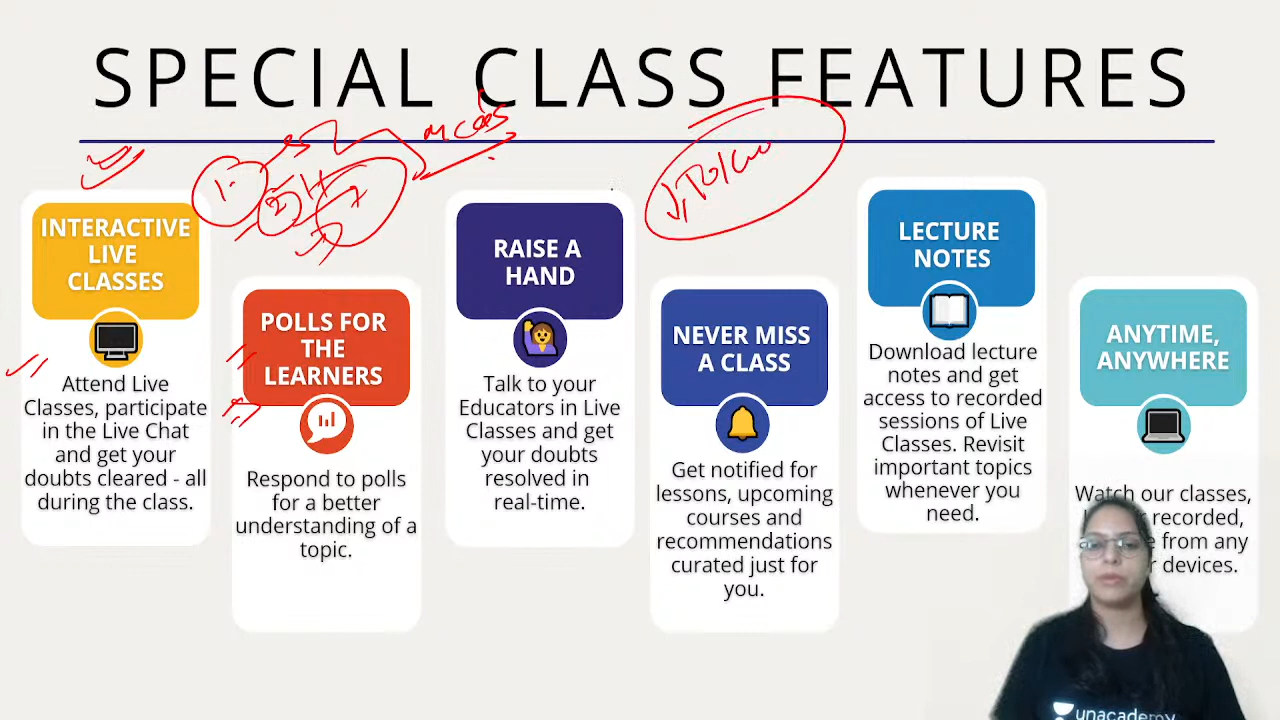 SPECIAL CLASS FEATURES
INTERACTIVE
LIVE
CLASSES
Attend Live
Classes, participate
in the Live Chat
and get your
doubts cleared - all
during the class.
POLLS FOR
THE
LEARNERS
Respond to polls
for a better
understanding of a
topic.
RAISE A
HAND
Talk to your
Educators in Live
Classes and get
your doubts
resolved in
real-time.
NEVER MISS
A CLASS
Get notified for
lessons, upcoming
courses and
recommendations
curated just for
you.
LECTURE
NOTES
Download lecture
notes and get
access to recorded
sessions of Live
Classes. Revisit
important topics
whenever you
need.
ANYTIME,
ANYWHERE
Watch our classes,
recorded,
from any
devices.
unacademy